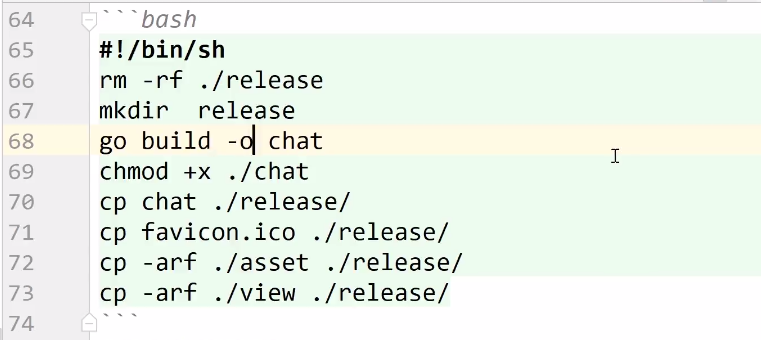 64 ```bash
65 #!/bin/sh
66 rm -rf ./release
67 mkdir  release
68 go build -o chat
69 chmod +x ./chat
70 cp chat ./release/
71 cp favicon.ico ./release/
72 cp -arf ./asset ./release/
73 cp -arf ./view ./release/
74 ```